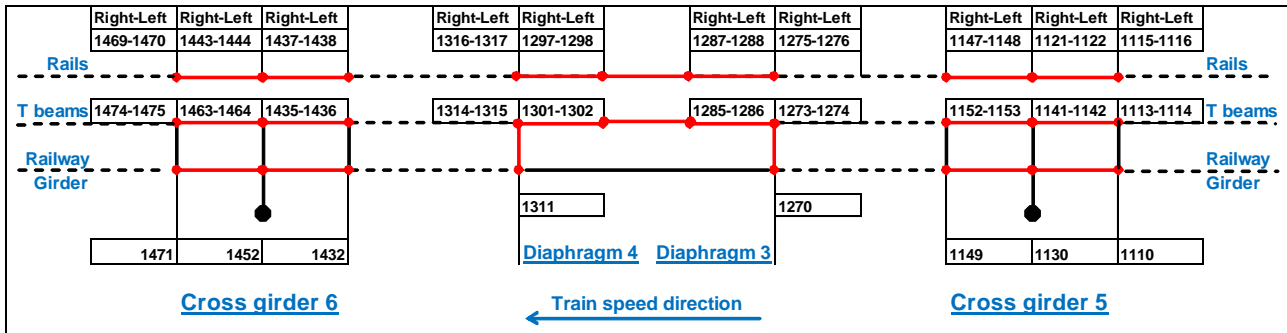 Right-Left Right-Left Right-Left Right-Left Right-Left Right-Left Right-Left Right-Left Right-Left Right-Left
1469-1470 1443-1444 1437-1438 1316-1317 1297-1298 1287-1288 1275-1276 1147-1148 1121-1122 1115-1116
Rails Rails
T beams 1474-1475 1463-1464 1435-1436 1314-1315 1301-1302 1285-1286 1273-1274 1152-1153 1141-1142 1113-1114 T beams
Railway Railway
Girder Girder
1311 1270
1471 1452 1432 Diaphragm 4 Diaphragm 3 1149 1130 1110
Cross girder 6 Train speed direction Cross girder 5